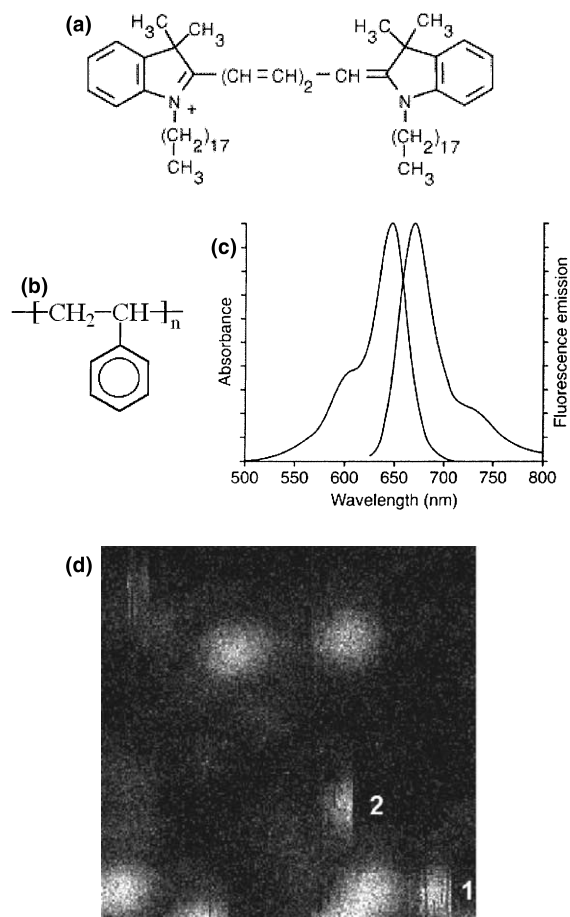 (a)
H₃C CH₃ H₃C CH₃
(CH=CH)₂ CH
N + N
(CH₂)₁₇ (CH₂)₁₇
CH₃ CH₃
(b)
[CH₂ CH]ₙ
(c)
Absorbance
Fluorescence emission
500 550 600 650 700 750 800
Wavelength (nm)
(d)
2
1